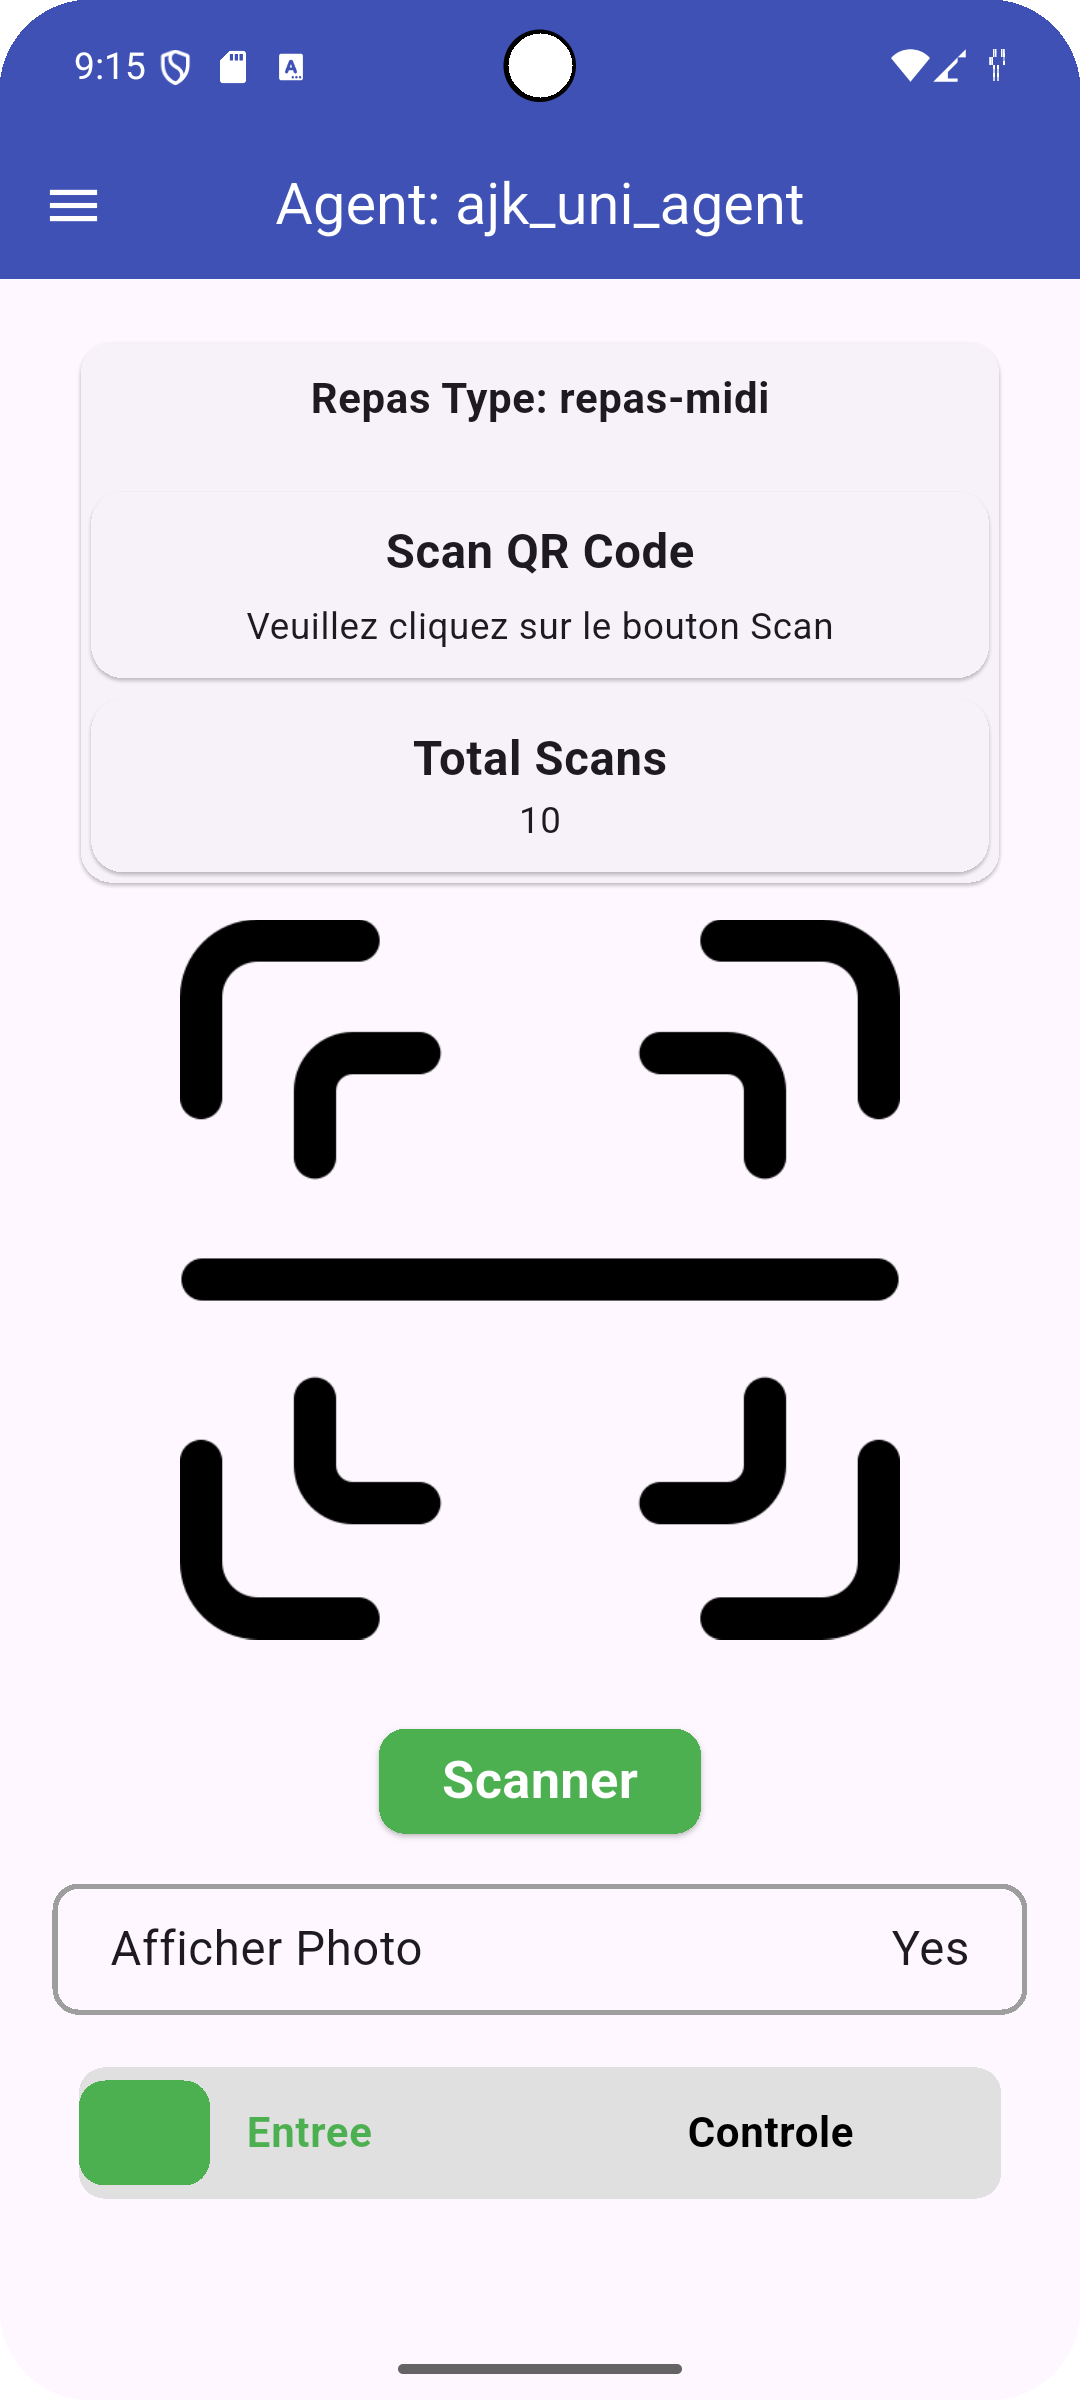 9:15
Agent: ajk_uni_agent
Repas Type: repas-midi
Scan QR Code
Veuillez cliquez sur le bouton Scan
Total Scans
10
Scanner
Afficher Photo Yes
Entree Controle